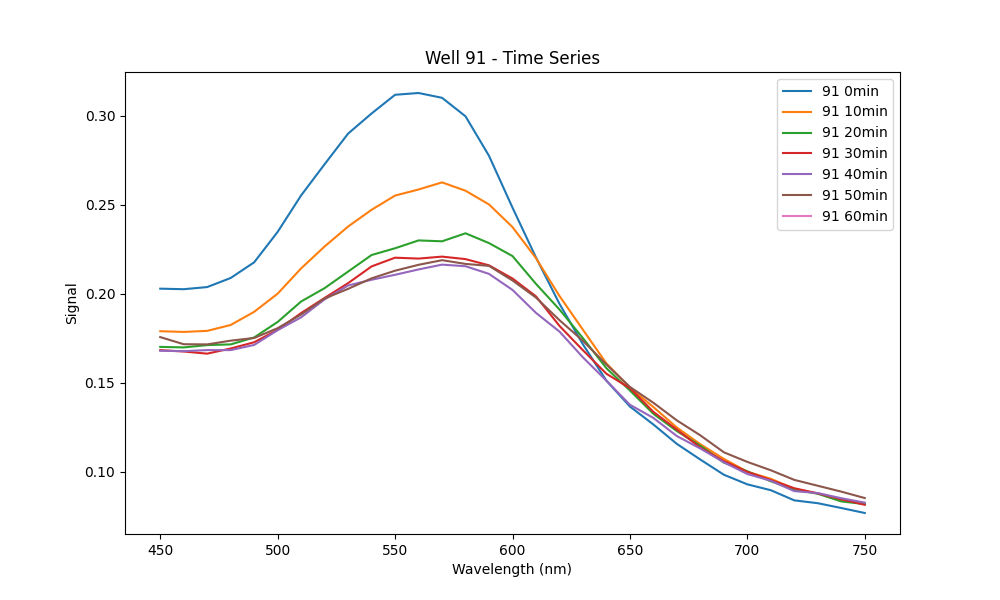 Well 91 - Time Series
91 0min
91 10min
91 20min
91 30min
91 40min
91 50min
91 60min
Signal
0.30
0.25
0.20
0.15
0.10
450 500 550 600 650 700 750
Wavelength (nm)